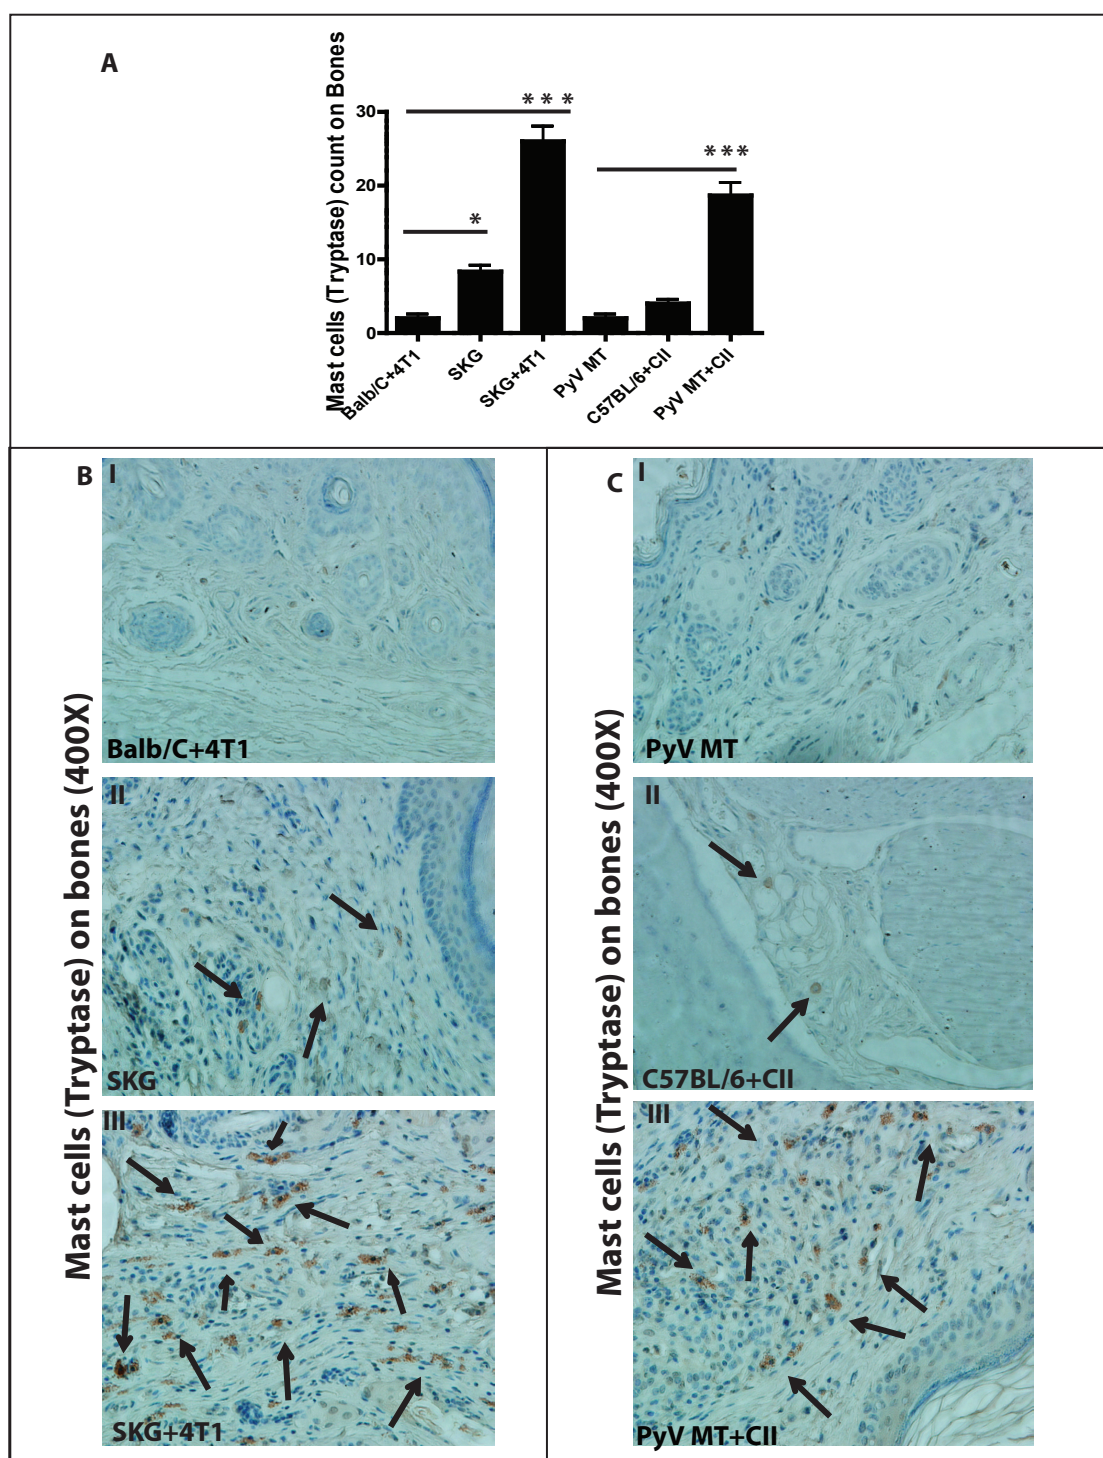 A
Mast cells (Tryptase) count on Bones
30
20
10
0
*
***
***
Balb/C+4T1
SKG
SKG+4T1
PyV MT
C57BL/6+CII
PyV MT+CII
B
Mast cells (Tryptase) on bones (400X)
I
Balb/C+4T1
II
SKG
III
SKG+4T1
C
Mast cells (Tryptase) on bones (400X)
I
PyV MT
II
C57BL/6+CII
III
PyV MT+CII